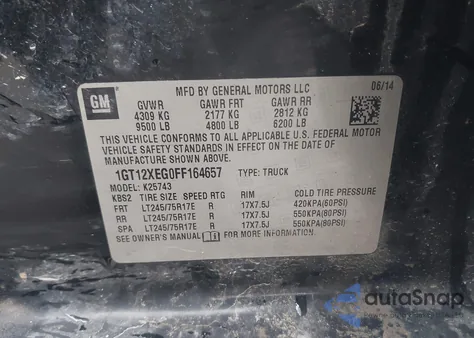 MFD BY GENERAL MOTORS LLC
06/14
GM
GVWR GAWR FRT GAWR RR
4309 KG 2177 KG 2812 KG
9500 LB 4800 LB 6200 LB
THIS VEHICLE CONFORMS TO ALL APPLICABLE U.S. FEDERAL MOTOR
VEHICLE SAFETY STANDARDS IN EFFECT ON THE DATE OF
MANUFACTURE SHOWN ABOVE.
1GT12XEG0FF164657 TYPE: TRUCK
MODEL: K25743
KBS2 TIRE SIZE SPEED RTG RIM COLD TIRE PRESSURE
FRT LT245/75R17E R 17X7.5J 420KPA(60PSI)
RR LT245/75R17E R 17X7.5J 550KPA(80PSI)
SPA LT245/75R17E R 17X7.5J 550KPA(80PSI)
SEE OWNER'S MANUAL FOR MORE INFORMATION.
autoSnap